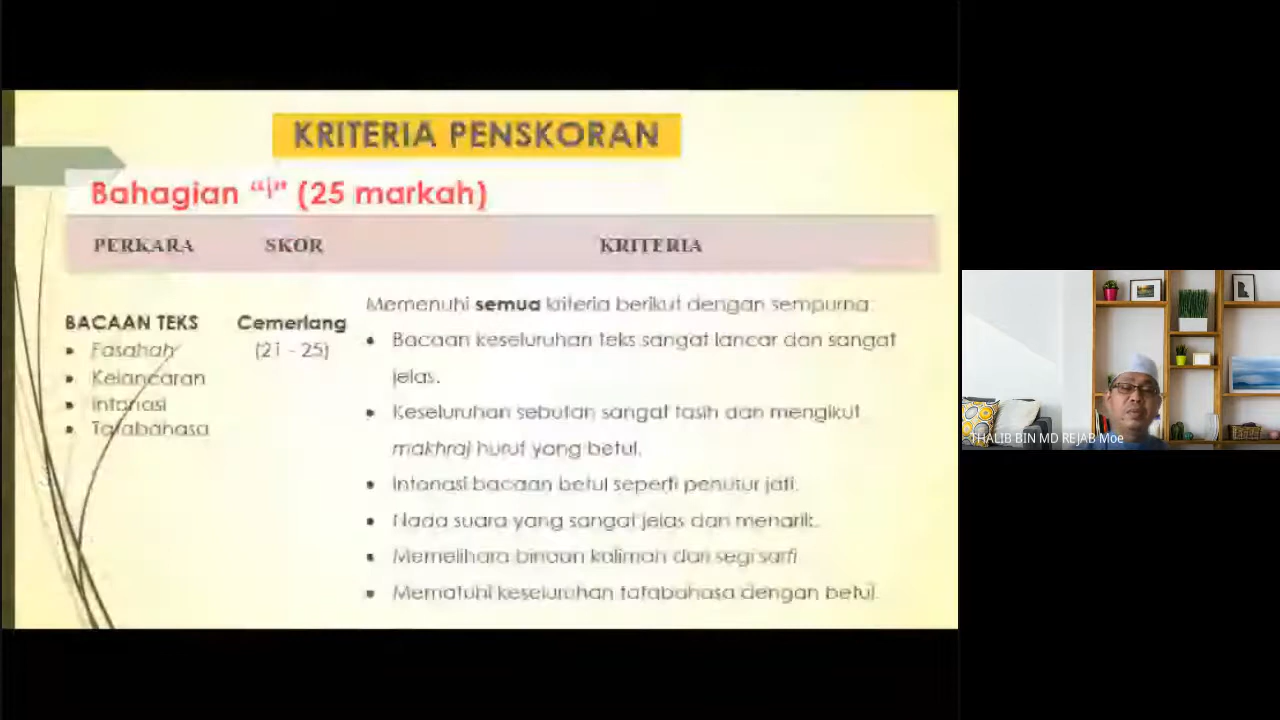 KRITERIA PENSKORAN
Bahagian “أ” (25 markah)
PERKARA SKOR KRITERIA
BACAAN TEKS
Fasahah
Kelancaran
Intonasi
Tatabahasa
Cemerlang
(21 - 25)
Memenuhi semua kriteria berikut dengan sempurna:
Bacaan keseluruhan teks sangat lancar dan sangat
jelas.
Keseluruhan sebutan sangat fasih dan mengikut
makhraj huruf yang betul.
Intonasi bacaan betul seperti penutur jati.
Nada suara yang sangat jelas dan menarik.
Memelihara binaan kalimah dari segi sarfi
Mematuhi keseluruhan tatabahasa dengan betul.
THALIB BIN MD REJAB Moe